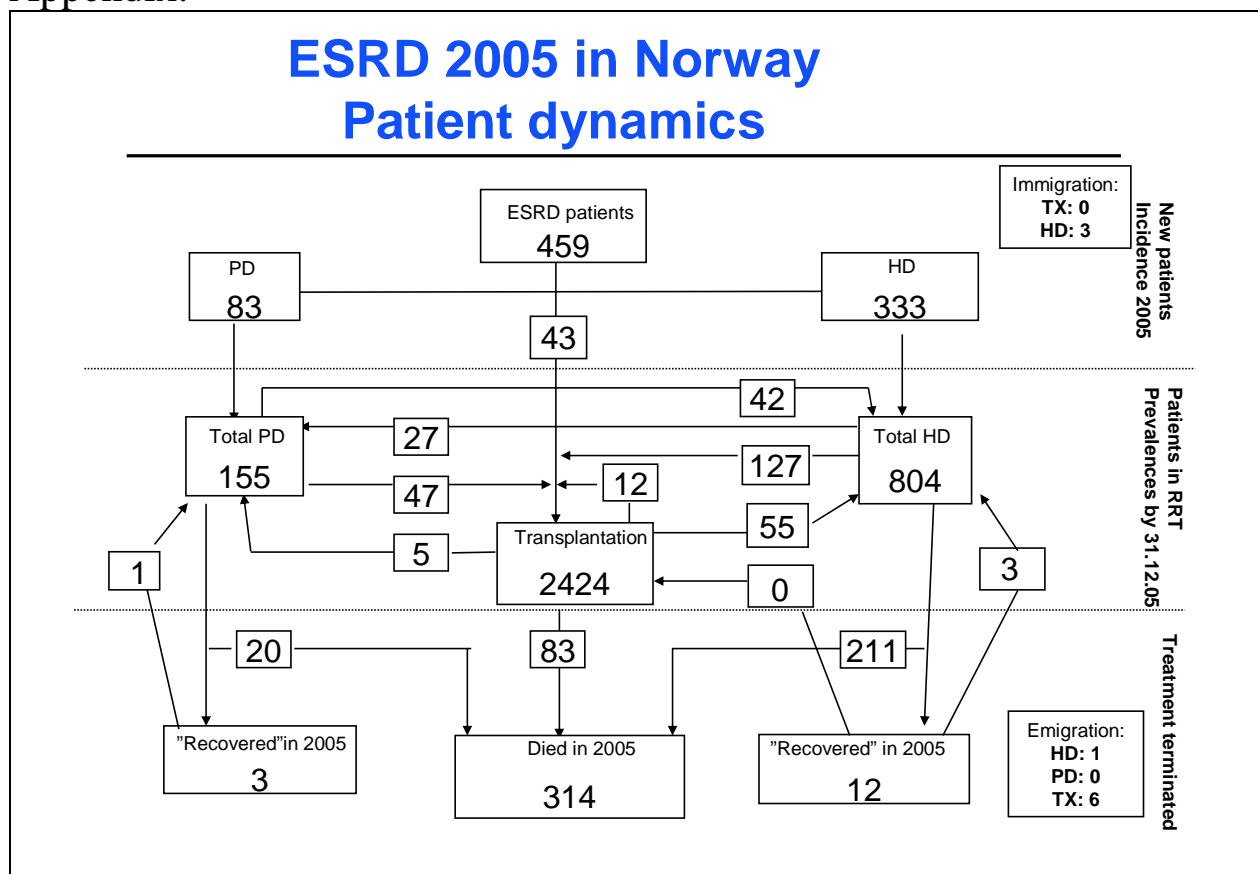 ESRD 2005 in Norway
Patient dynamics
Immigration:
TX: 0
HD: 3
New patients
Incidence 2005
ESRD patients
459
PD
83
HD
333
43
Patients in RRT
Prevalences by 31.12.05
42
Total PD
155
27
Total HD
804
127
47
12
Transplantation
2424
55
5
1
0
3
Treatment terminated
20
83
211
"Recovered"in 2005
3
Died in 2005
314
"Recovered" in 2005
12
Emigration:
HD: 1
PD: 0
TX: 6